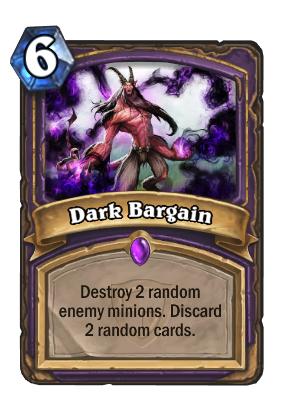 6
Dark Bargain
Destroy 2 random
enemy minions. Discard
2 random cards.